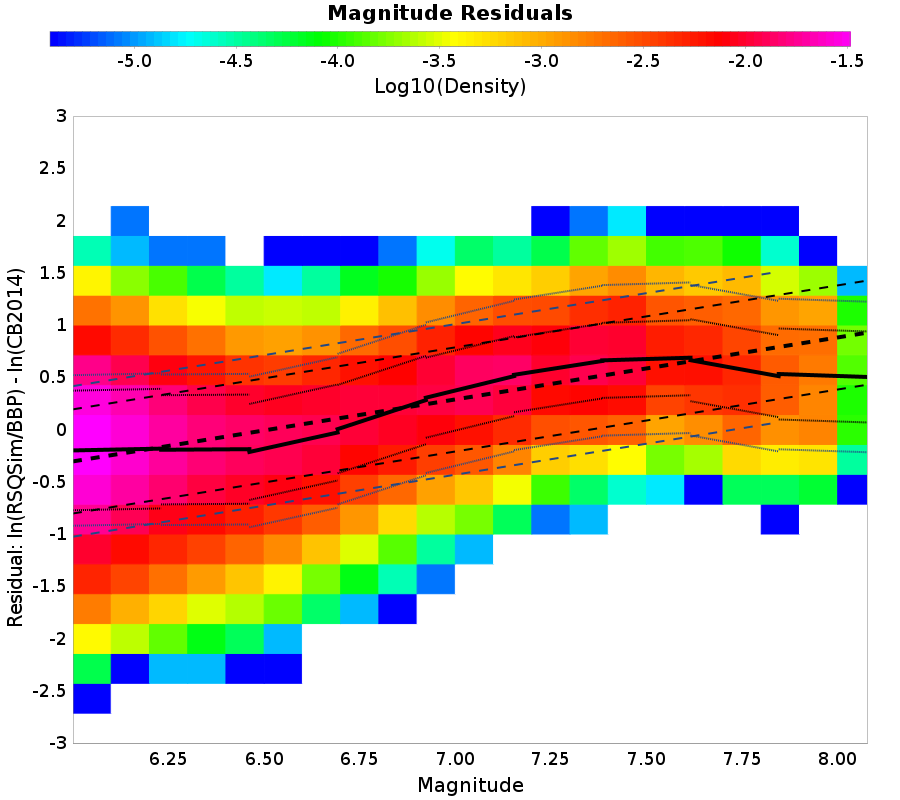 Magnitude Residuals
-5.0 -4.5 -4.0 -3.5 -3.0 -2.5 -2.0 -1.5
Log10(Density)
3
2.5
2
1.5
1
0.5
0
-0.5
-1
-1.5
-2
-2.5
-3
Residual: ln(RSQSim/BBP) - ln(CB2014)
6.25 6.50 6.75 7.00 7.25 7.50 7.75 8.00
Magnitude